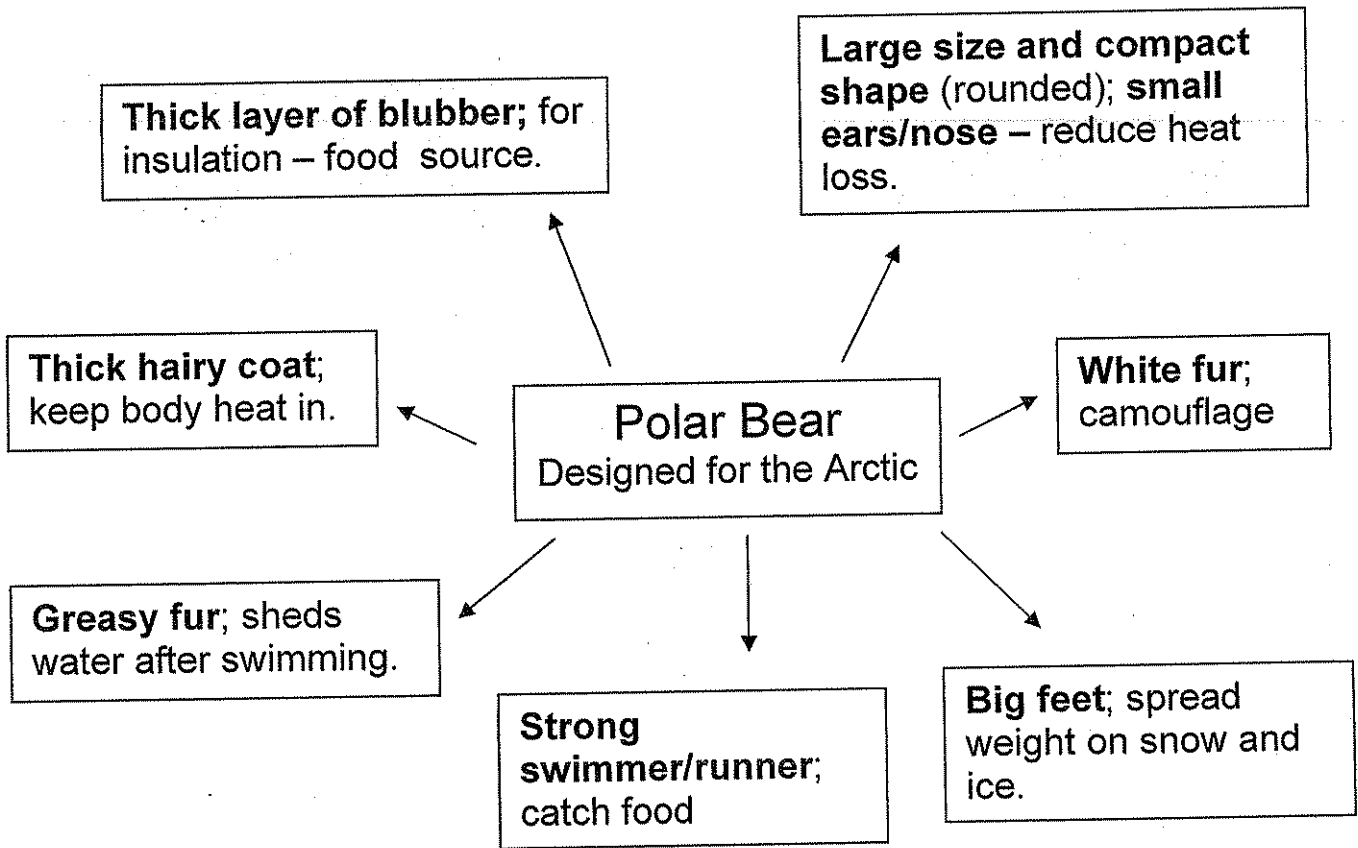 Thick layer of blubber; for
insulation – food source.
Large size and compact
shape (rounded); small
ears/nose – reduce heat
loss.
Thick hairy coat;
keep body heat in.
Polar Bear
Designed for the Arctic
White fur;
camouflage
Greasy fur; sheds
water after swimming.
Strong
swimmer/runner;
catch food
Big feet; spread
weight on snow and
ice.